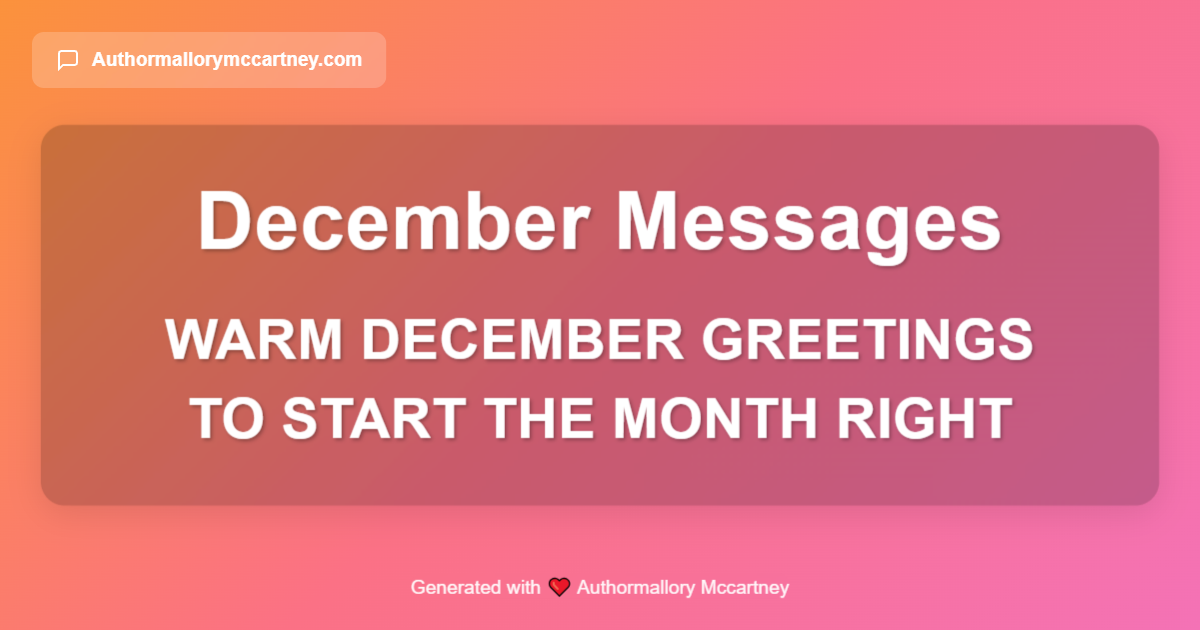 Authormallorymccartney.com
December Messages
WARM DECEMBER GREETINGS
TO START THE MONTH RIGHT
Generated with ❤️ Authormallory Mccartney